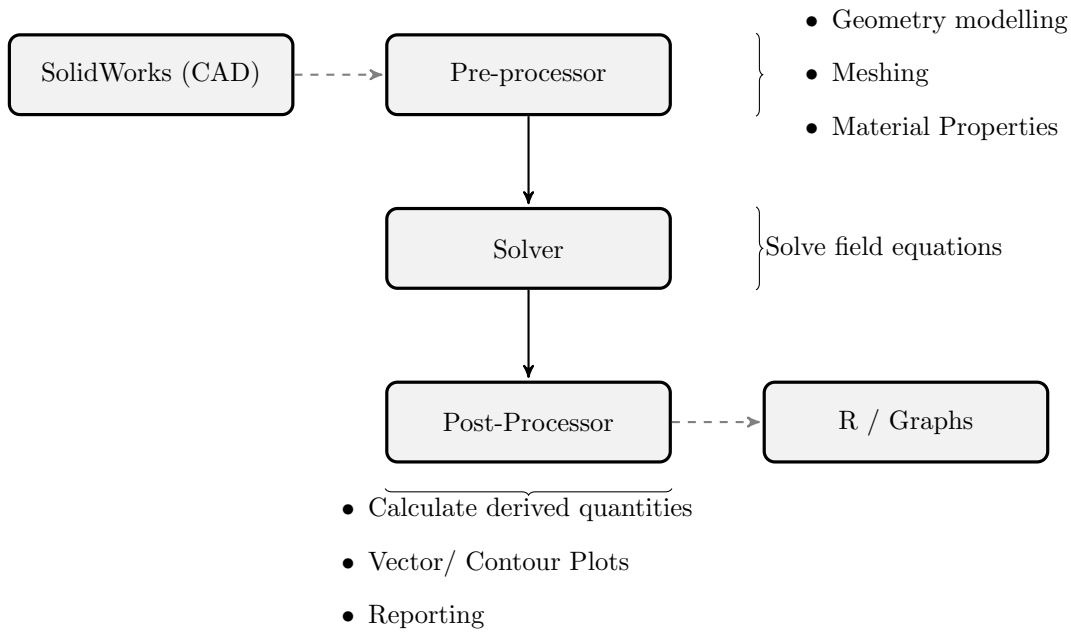 SolidWorks (CAD)
Pre-processor
• Geometry modelling
• Meshing
• Material Properties
Solver
Solve field equations
Post-Processor
R / Graphs
• Calculate derived quantities
• Vector/ Contour Plots
• Reporting